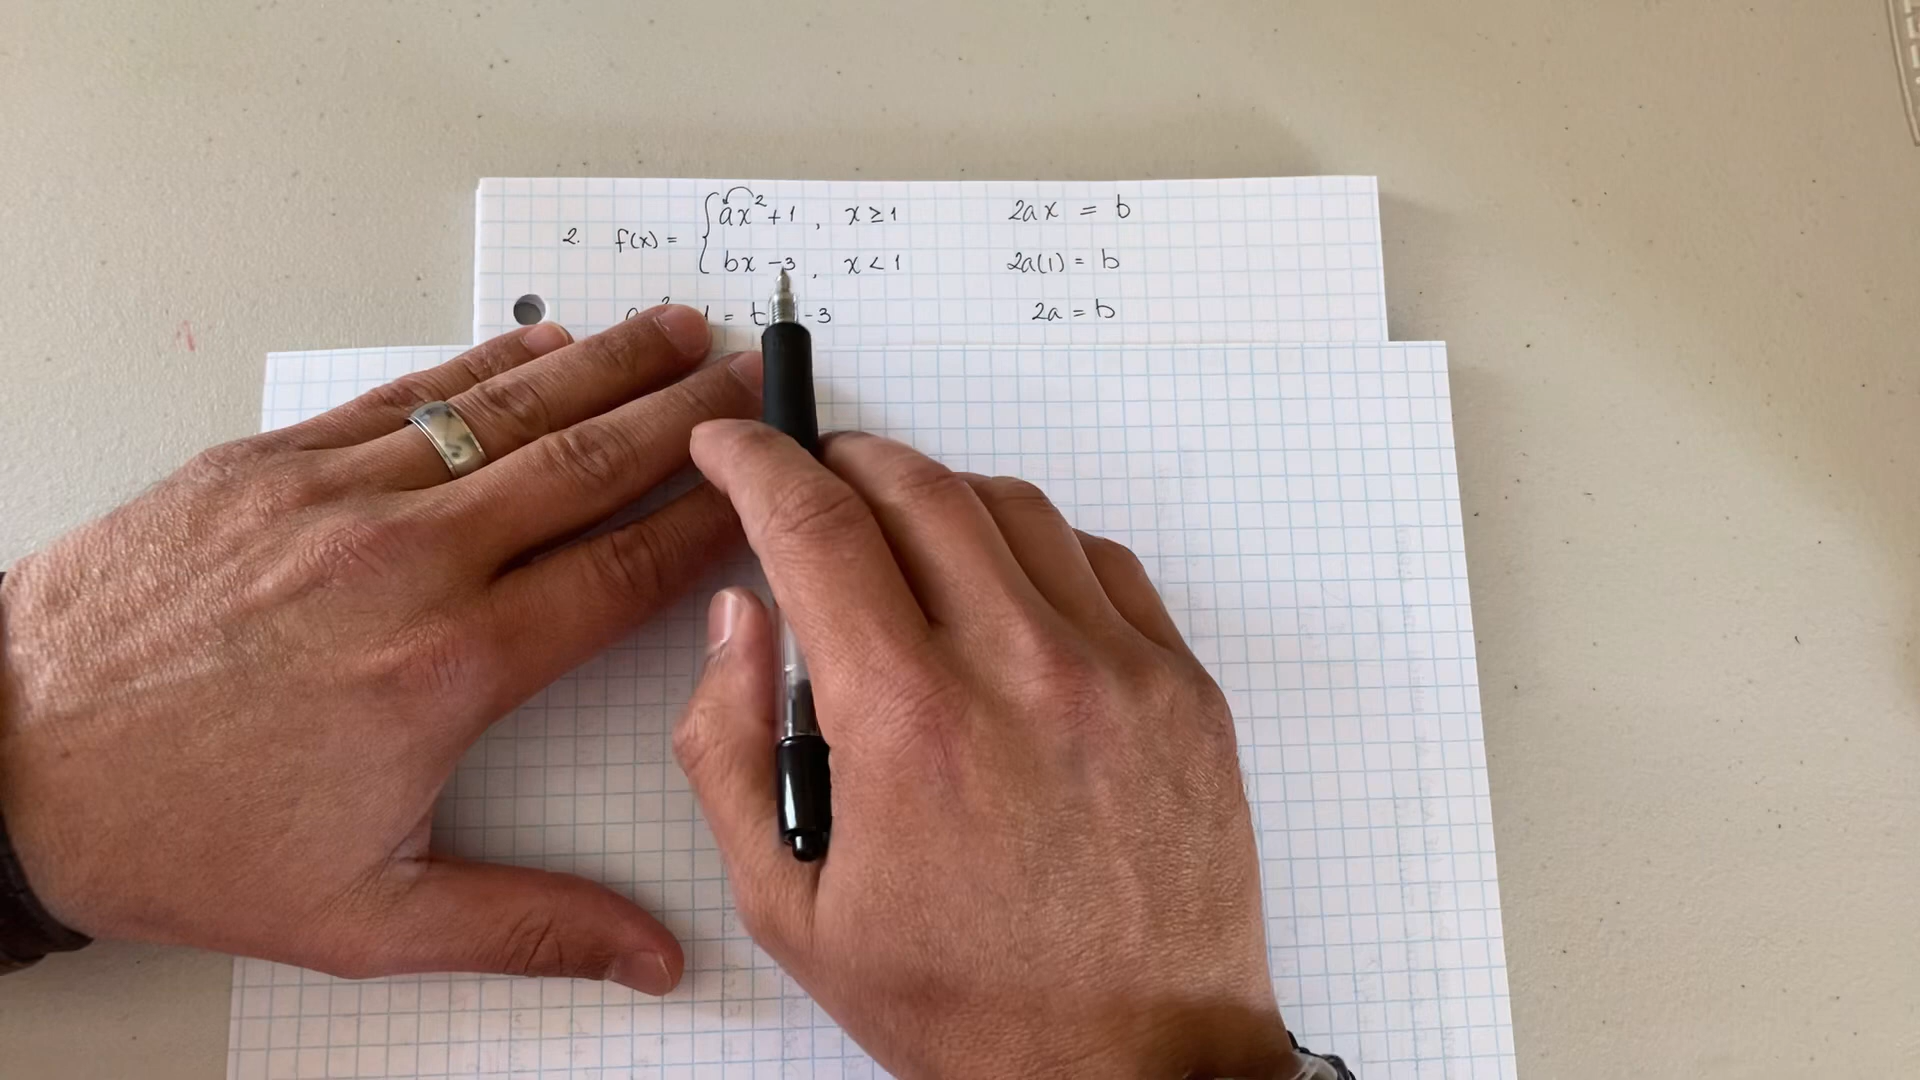 2. f(x) = { ax²+1 , x ≥ 1
bx -3 , x < 1
= -3
2ax = b
2a(1) = b
2a = b